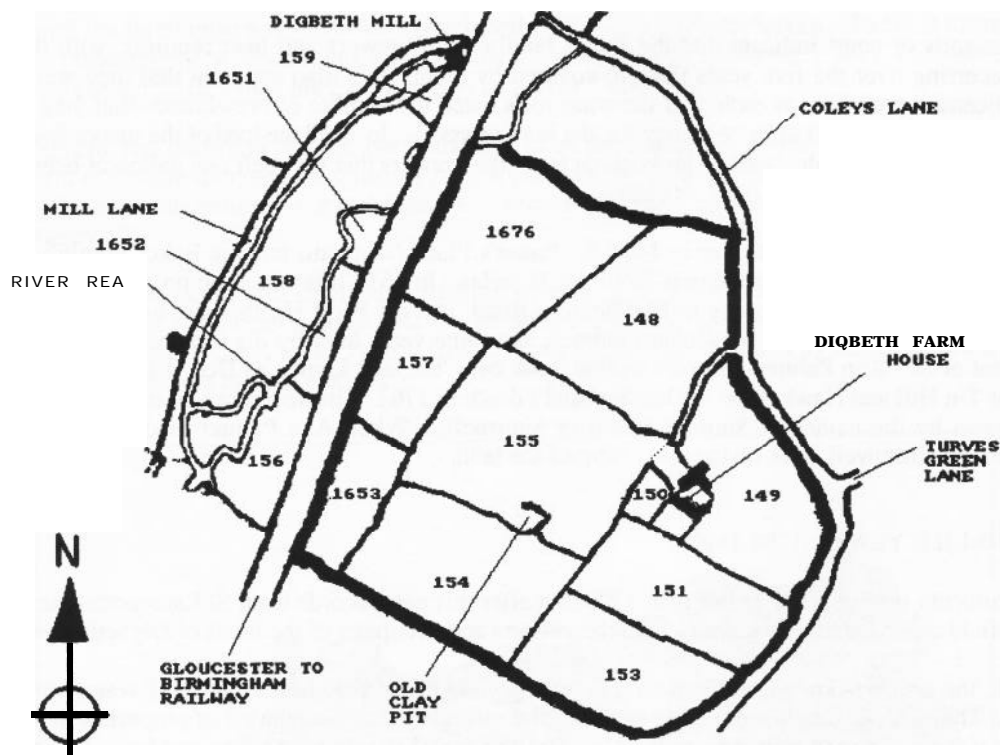 DIGBETH MILL
159
1651
COLEYS LANE
MILL LANE
1652
1676
158
RIVER REA
148
DIQBETH FARM
HOUSE
157
155
TURVES
GREEN
LANE
156
1653
150
149
154
151
N
153
GLOUCESTER TO
BIRMINGHAM
RAILWAY
OLD
CLAY
PIT